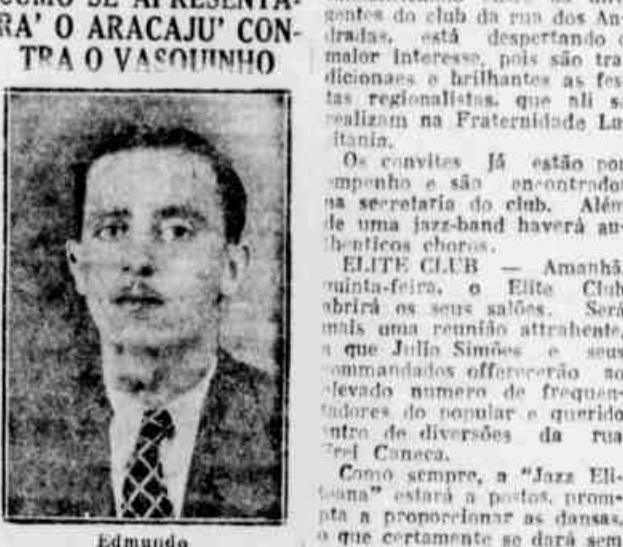 COMO SE APRESENTA-
RA' O ARACAJU' CON-
TRA O VASQUINHO
Edmundo
gentes do club da rua dos An-
dradas, está despertando o
maior interesse, pois são tra
dicionaes e brilhantes as fes
tas regionalistas. que ali s
realizam na Fraternidade Lu
itania.
Os convites já estão por
empenho e são encontrados
na secretaria do club. Além
de uma jazz-band haverá au-
thenticos choros.
ELITE CLUB — Amanhã,
quinta-feira, o Elite Club
abrirá os seus salões. Será
mais uma reunião attrahente,
a que Julio Simões e seus
commandados offerecerão ao
elevado numero de frequen-
tadores do popular e querido
ntro de diversões da rua
Frei Caneca.
Como sempre, a "Jazz Eli-
teana" estará a postos, prom-
pta a proporcionar as dansas,
o que certamente se dará sem